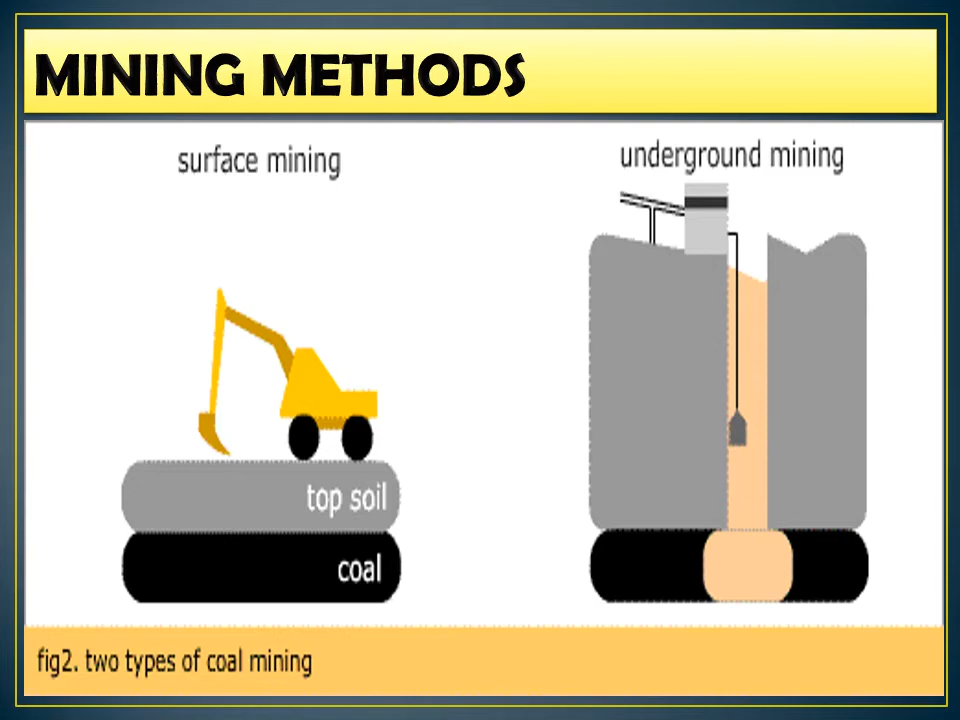 MINING METHODS
surface mining
underground mining
top soil
coal
fig2. two types of coal mining